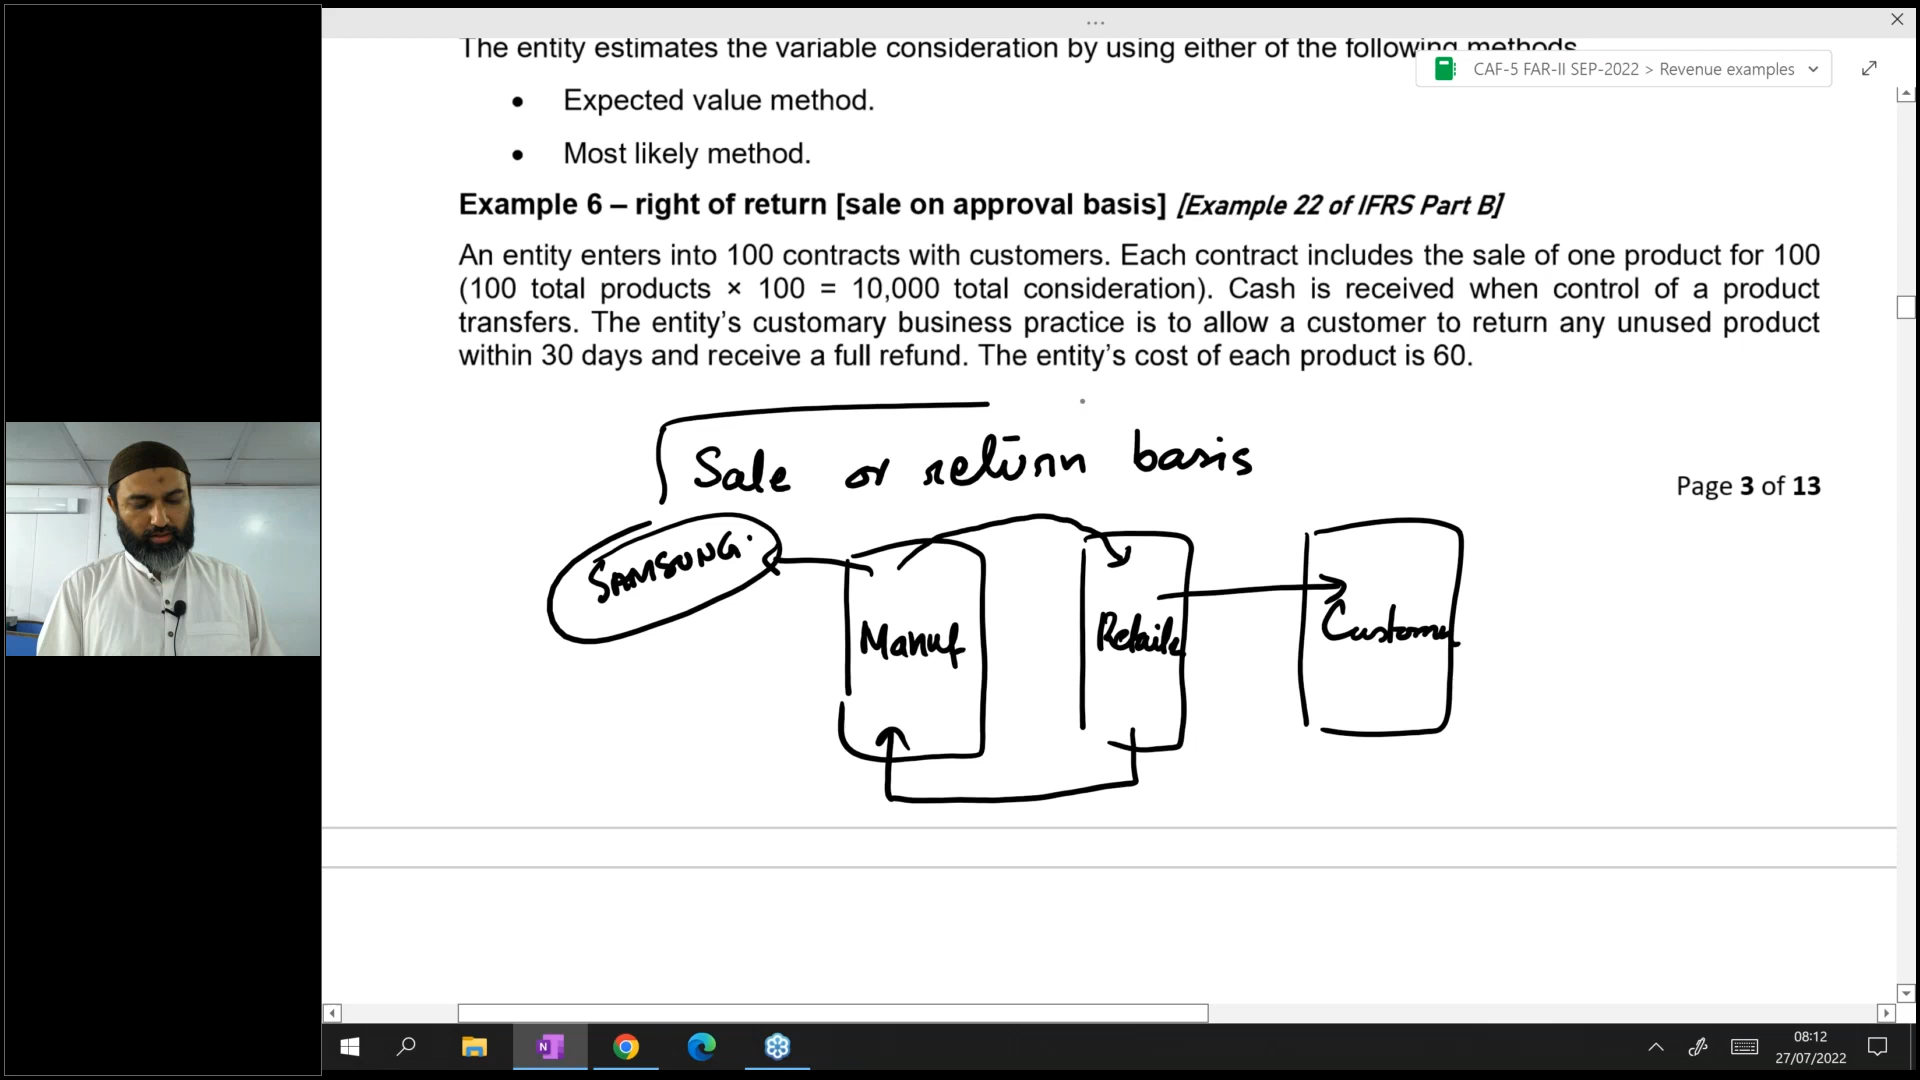 The entity estimates the variable consideration by using either of the following methods
CAF-5 FAR-II SEP-2022 > Revenue examples
• Expected value method.
• Most likely method.
Example 6 – right of return [sale on approval basis] [Example 22 of IFRS Part B]
An entity enters into 100 contracts with customers. Each contract includes the sale of one product for 100
(100 total products × 100 = 10,000 total consideration). Cash is received when control of a product
transfers. The entity’s customary business practice is to allow a customer to return any unused product
within 30 days and receive a full refund. The entity’s cost of each product is 60.
Sale or return basis
Page 3 of 13
SAMSUNG.
Manuf
Retailer
Customer
08:12
27/07/2022